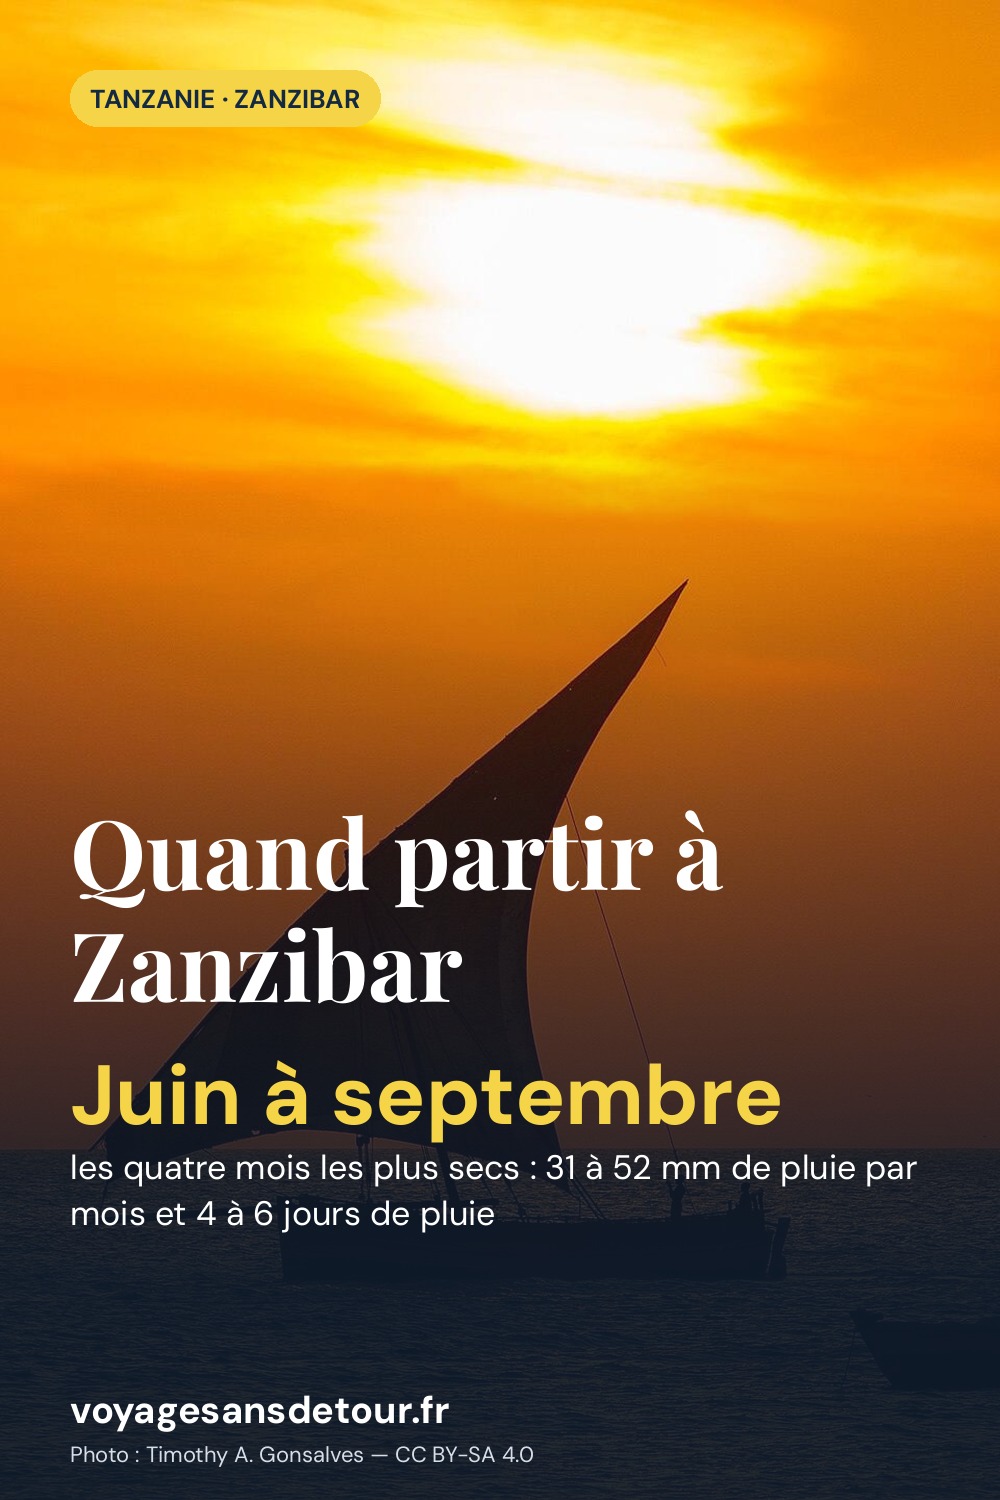 TANZANIE · ZANZIBAR
Quand partir à
Zanzibar
Juin à septembre
les quatre mois les plus secs : 31 à 52 mm de pluie par
mois et 4 à 6 jours de pluie
voyagesansdetour.fr
Photo : Timothy A. Gonsalves — CC BY-SA 4.0